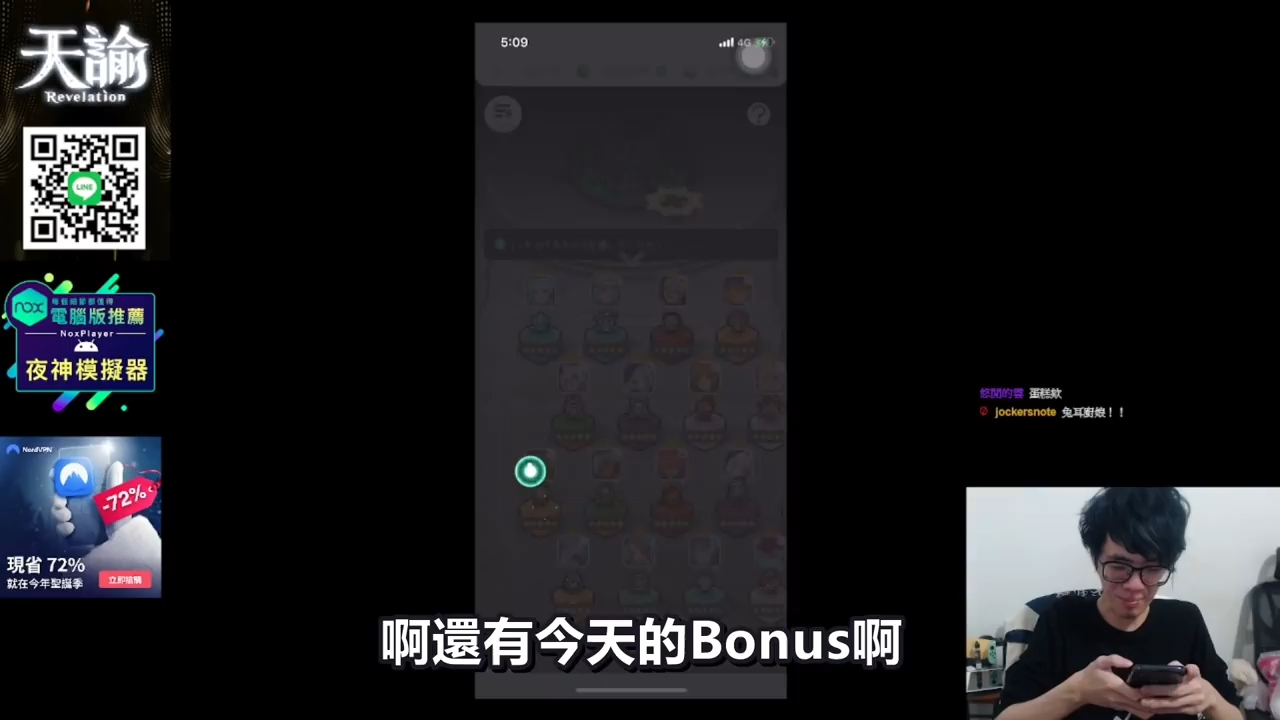 天諭
Revelation
LINE
nox
電腦版推薦
NoxPlayer
夜神模擬器
NordVPN
-72%
現省 72%
就在今年聖誕季
立即搶購
5:09
4G
?
悠閒的雲 蛋糕欸
jockersnote 兔耳廚娘！！
啊還有今天的Bonus啊